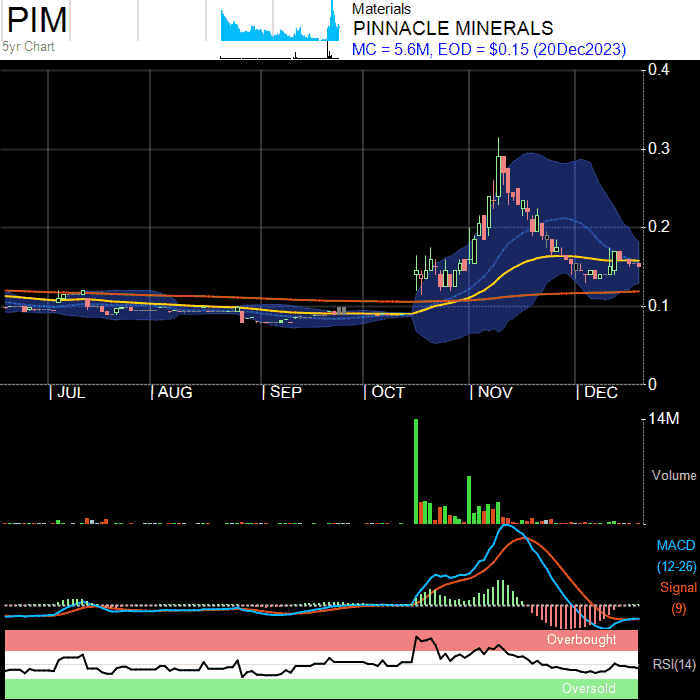 PIM
5yr Chart
Materials
PINNACLE MINERALS
MC = 5.6M, EOD = $0.15 (20Dec2023)
0.4
0.3
0.2
0.1
0
| JUL | AUG | SEP | OCT | NOV | DEC
14M
Volume
MACD
(12-26)
Signal
(9)
Overbought
RSI(14)
Oversold